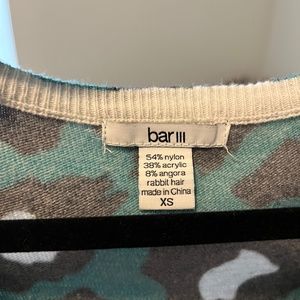 bar III
54% nylon
38% acrylic
8% angora
rabbit hair
made in China
XS